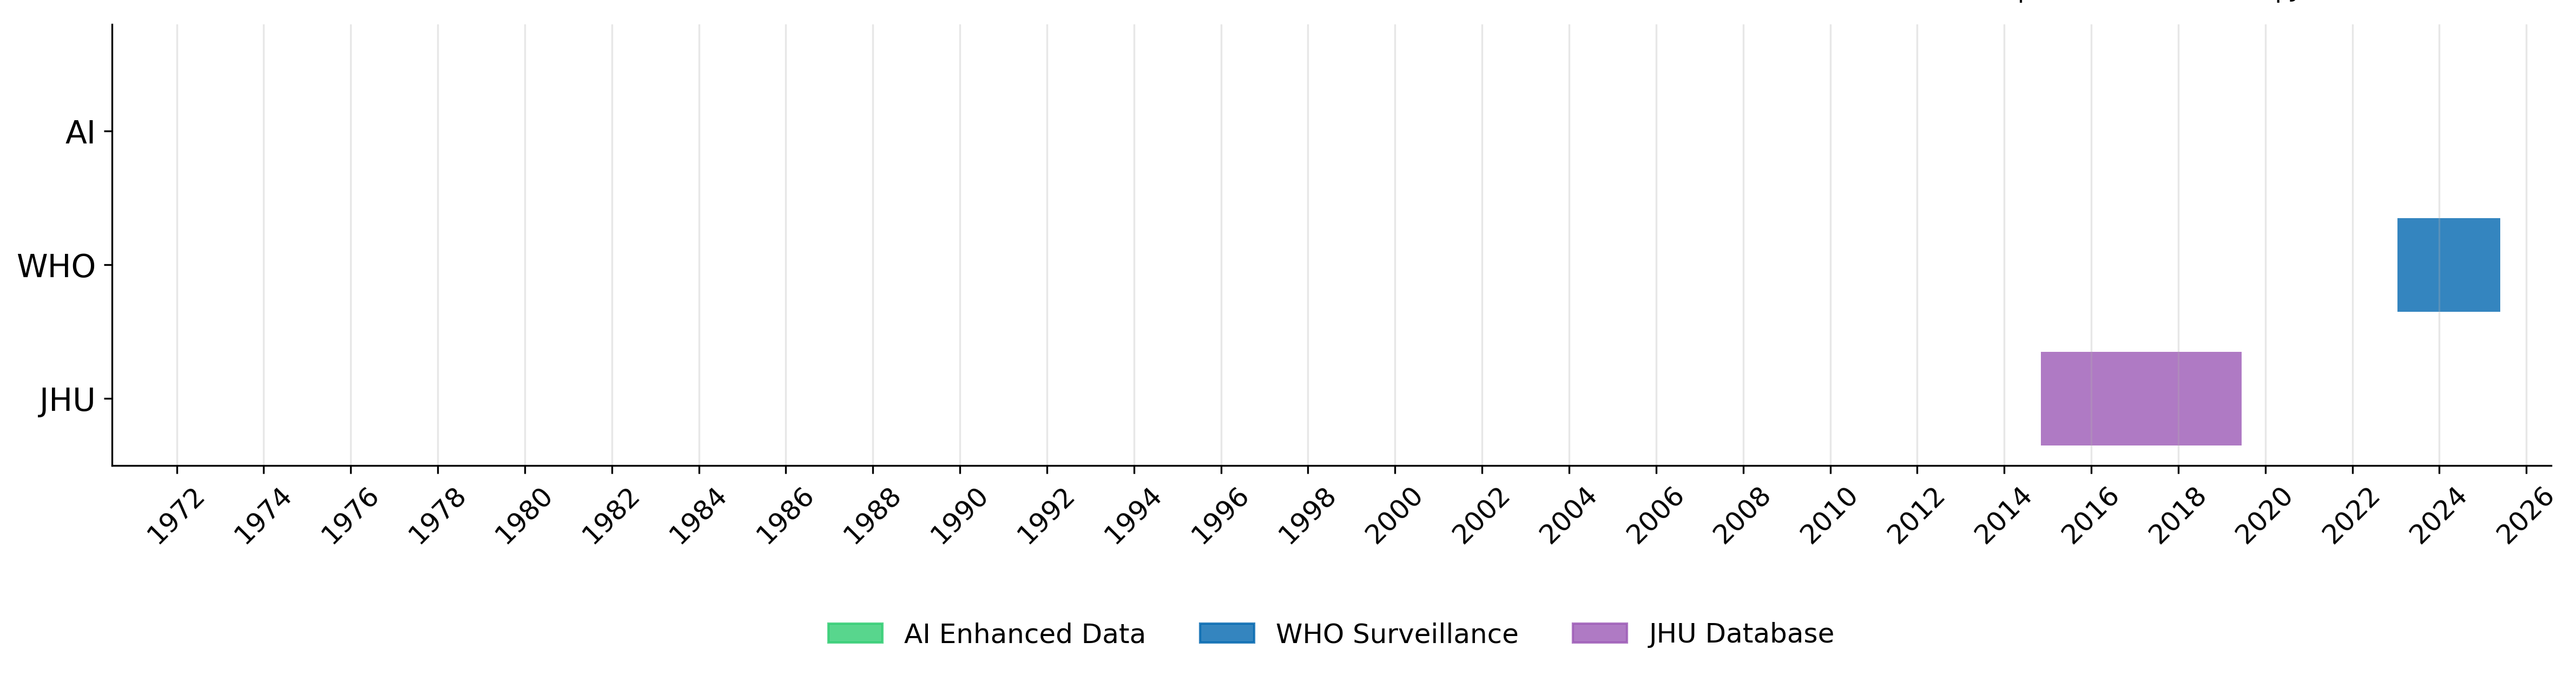 AI
WHO
JHU
1972 1974 1976 1978 1980 1982 1984 1986 1988 1990 1992 1994 1996 1998 2000 2002 2004 2006 2008 2010 2012 2014 2016 2018 2020 2022 2024 2026
AI Enhanced Data WHO Surveillance JHU Database